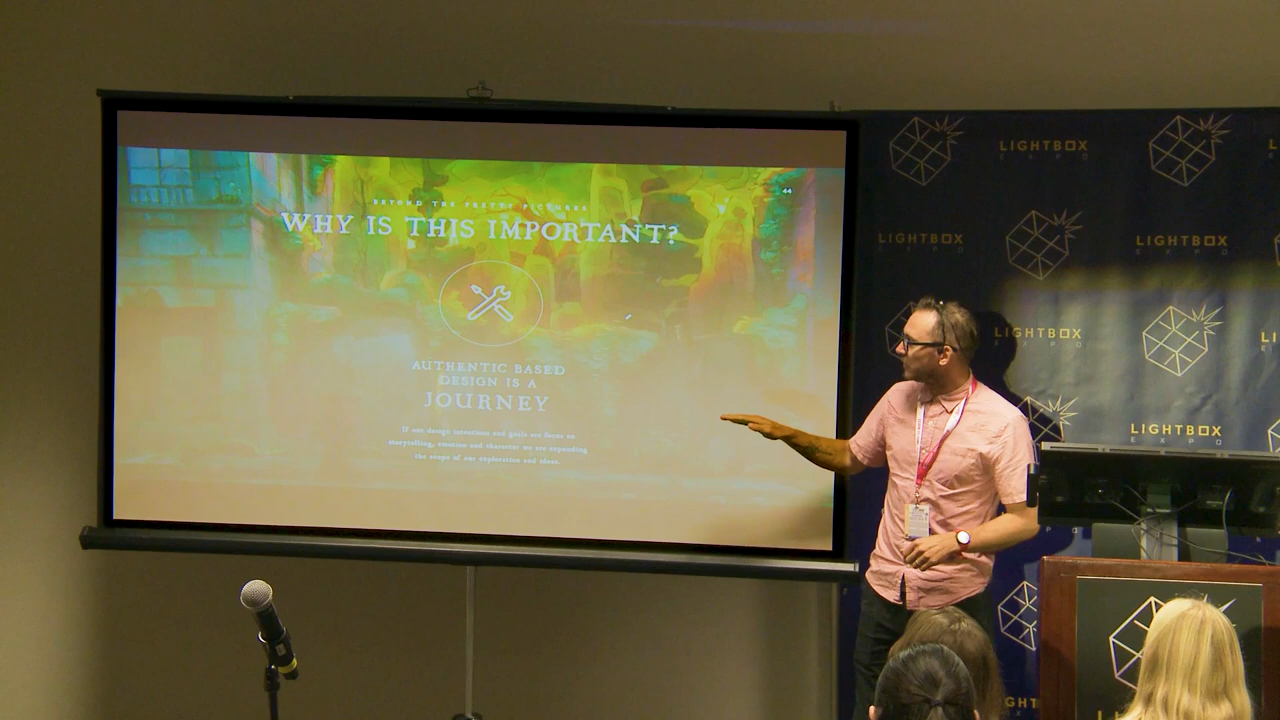 44
BEYOND THE PRETTY PICTURES
WHY IS THIS IMPORTANT?
AUTHENTIC BASED
DESIGN IS A
JOURNEY
If our design intentions and goals are focus on
storytelling, emotion and character we are expanding
the scope of our exploration and ideas.
LIGHTBOX
EXPO
LIGHTBOX
LIGHTBOX
LIGHTBOX
EXPO
LI
LIGHTBOX
EXPO